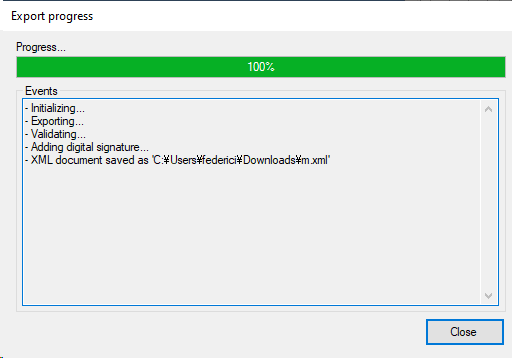 Export progress
Progress...
100%
Events
- Initializing...
- Exporting...
- Validating...
- Adding digital signature...
- XML document saved as 'C:¥Users¥federici¥Downloads¥m.xml'
Close